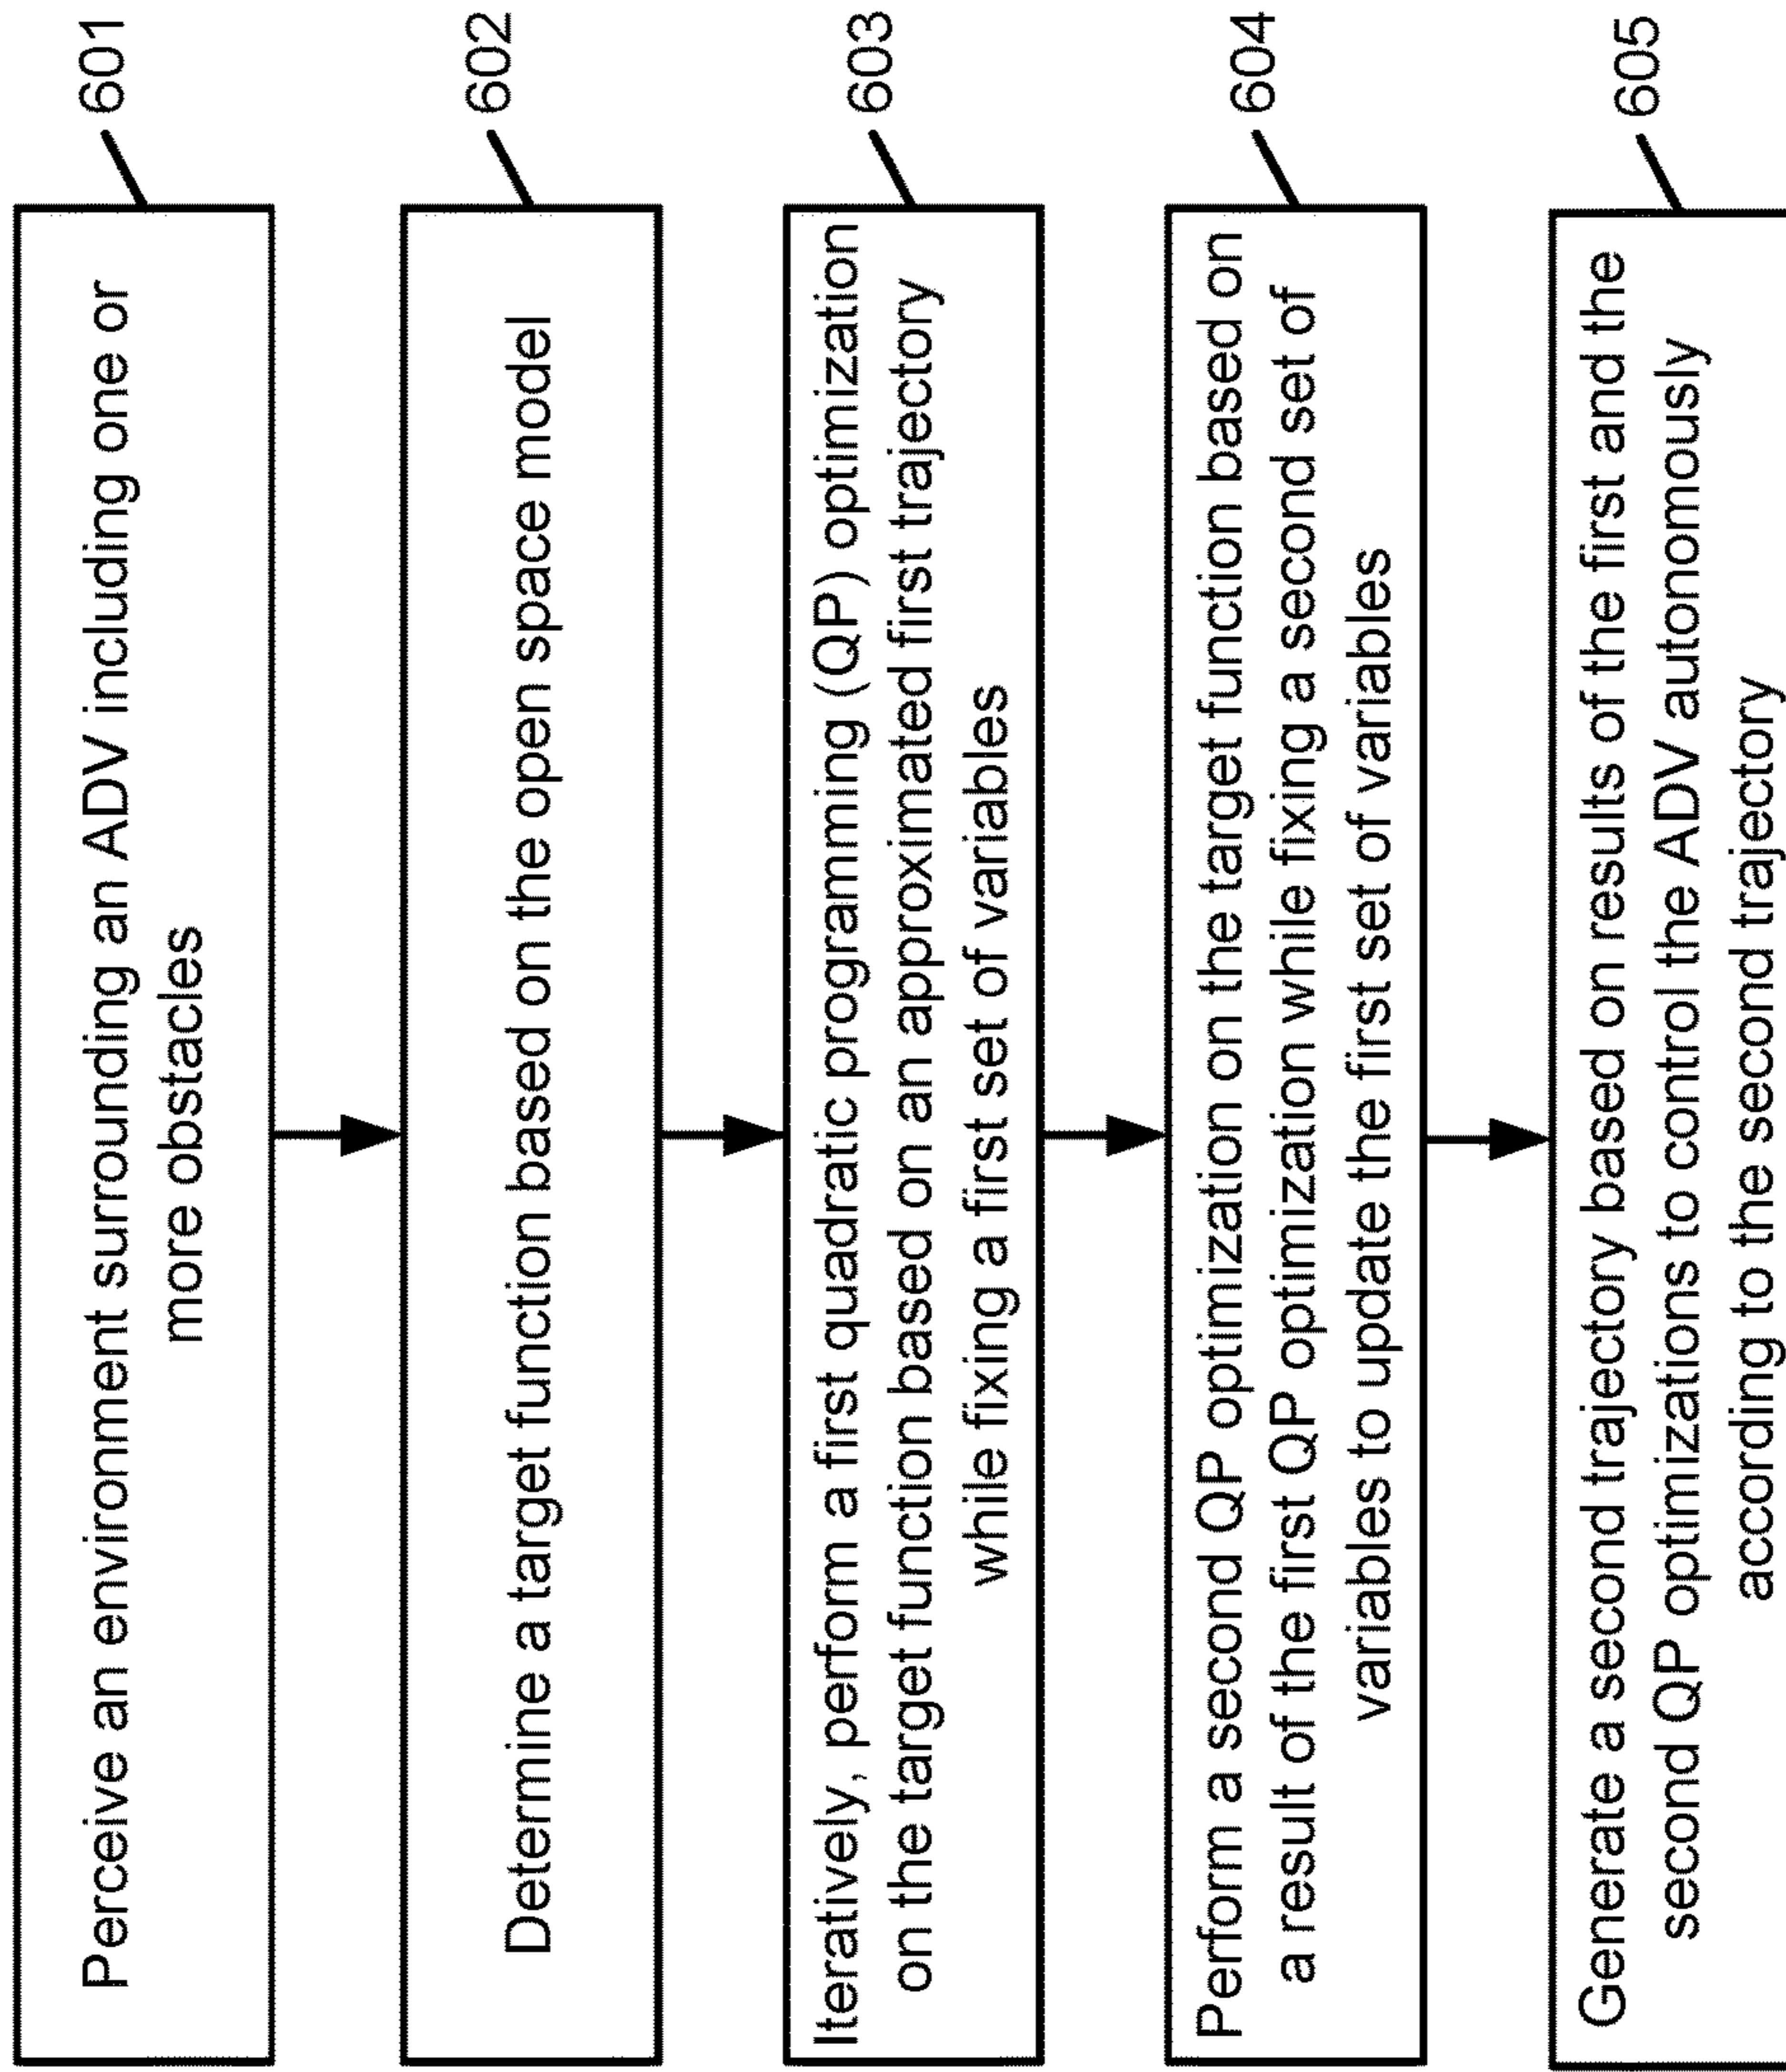 Perceive an environment surrounding an ADV including one or
more obstacles
601
Determine a target function based on the open space model
602
Iteratively, perform a first quadratic programming (QP) optimization
on the target function based on an approximated first trajectory
while fixing a first set of variables
603
Perform a second QP optimization on the target function based on
a result of the first QP optimization while fixing a second set of
variables to update the first set of variables
604
Generate a second trajectory based on results of the first and the
second QP optimizations to control the ADV autonomously
according to the second trajectory
605